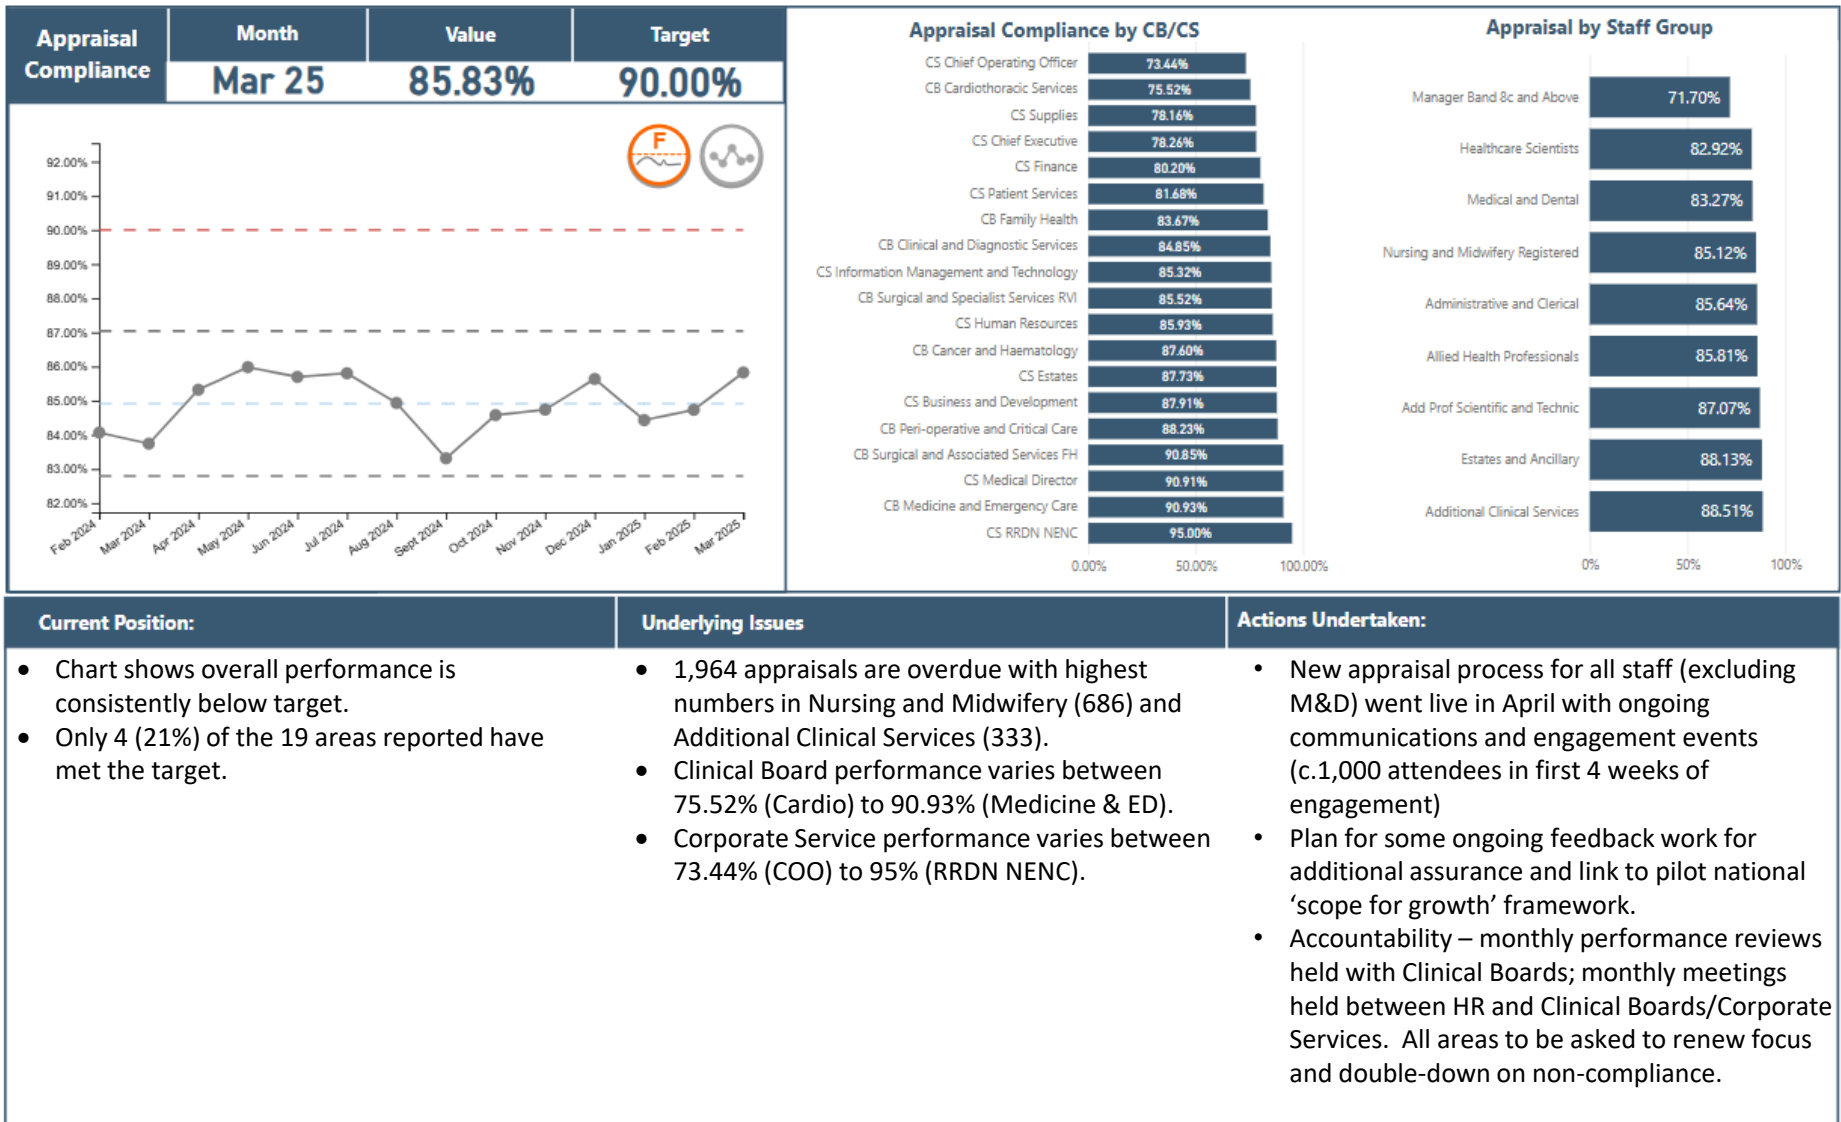 Appraisal
Compliance
Month
Value
Target
Mar 25
85.83%
90.00%
F
92.00%
91.00%
90.00%
89.00%
88.00%
87.00%
86.00%
85.00%
84.00%
83.00%
82.00%
Feb 2024
Mar 2024
Apr 2024
May 2024
Jun 2024
Jul 2024
Aug 2024
Sept 2024
Oct 2024
Nov 2024
Dec 2024
Jan 2025
Feb 2025
Mar 2025
Appraisal Compliance by CB/CS
CS Chief Operating Officer 73.44%
CB Cardiothoracic Services 75.52%
CS Supplies 78.16%
CS Chief Executive 78.26%
CS Finance 80.20%
CS Patient Services 81.68%
CB Family Health 83.67%
CB Clinical and Diagnostic Services 84.85%
CS Information Management and Technology 85.32%
CB Surgical and Specialist Services RVI 85.52%
CS Human Resources 85.93%
CB Cancer and Haematology 87.60%
CS Estates 87.73%
CS Business and Development 87.91%
CB Peri-operative and Critical Care 88.23%
CB Surgical and Associated Services FH 90.85%
CS Medical Director 90.91%
CB Medicine and Emergency Care 90.93%
CS RRDN NENC 95.00%
0.00% 50.00% 100.00%
Appraisal by Staff Group
Manager Band 8c and Above 71.70%
Healthcare Scientists 82.92%
Medical and Dental 83.27%
Nursing and Midwifery Registered 85.12%
Administrative and Clerical 85.64%
Allied Health Professionals 85.81%
Add Prof Scientific and Technic 87.07%
Estates and Ancillary 88.13%
Additional Clinical Services 88.51%
0% 50% 100%
Current Position:
• Chart shows overall performance is
consistently below target.
• Only 4 (21%) of the 19 areas reported have
met the target.
Underlying Issues
• 1,964 appraisals are overdue with highest
numbers in Nursing and Midwifery (686) and
Additional Clinical Services (333).
• Clinical Board performance varies between
75.52% (Cardio) to 90.93% (Medicine & ED).
• Corporate Service performance varies between
73.44% (COO) to 95% (RRDN NENC).
Actions Undertaken:
• New appraisal process for all staff (excluding
M&D) went live in April with ongoing
communications and engagement events
(c.1,000 attendees in first 4 weeks of
engagement)
• Plan for some ongoing feedback work for
additional assurance and link to pilot national
‘scope for growth’ framework.
• Accountability – monthly performance reviews
held with Clinical Boards; monthly meetings
held between HR and Clinical Boards/Corporate
Services.  All areas to be asked to renew focus
and double-down on non-compliance.